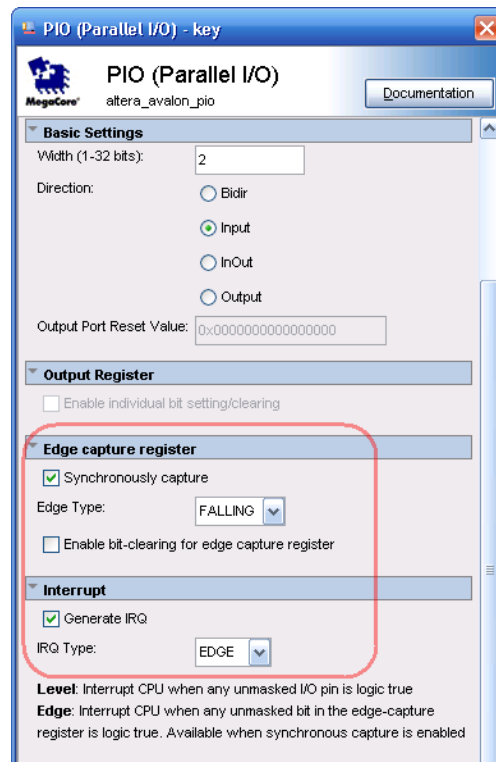 PIO (Parallel I/O) - key
PIO (Parallel I/O)
MegaCore'
altera_avalon_pio
Documentation
Basic Settings
Width (1-32 bits):
2
Direction:
Bidir
Input
InOut
Output
Output Port Reset Value:
0x0000000000000000
Output Register
Enable individual bit setting/clearing
Edge capture register
Synchronously capture
Edge Type:
FALLING
Enable bit-clearing for edge capture register
Interrupt
Generate IRQ
IRQ Type:
EDGE
Level: Interrupt CPU when any unmasked I/O pin is logic true
Edge: Interrupt CPU when any unmasked bit in the edge-capture
register is logic true. Available when synchronous capture is enabled